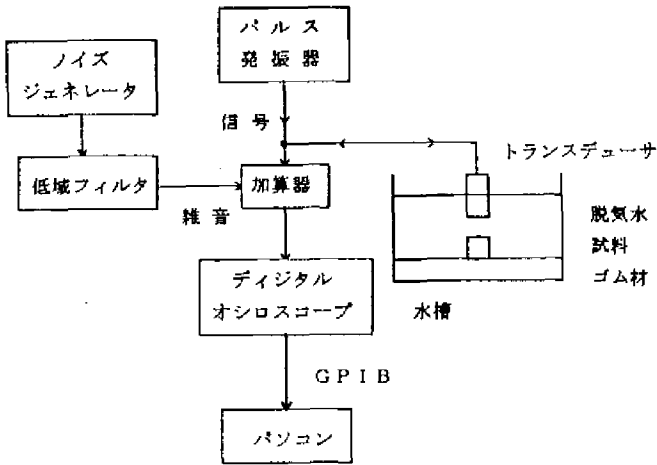 パルス
発振器
ノイズ
ジェネレータ
信号
トランスデューサ
低域フィルタ
加算器
雑音
脱気水
試料
ゴム材
ディジタル
オシロスコープ
水槽
GPIB
パソコン